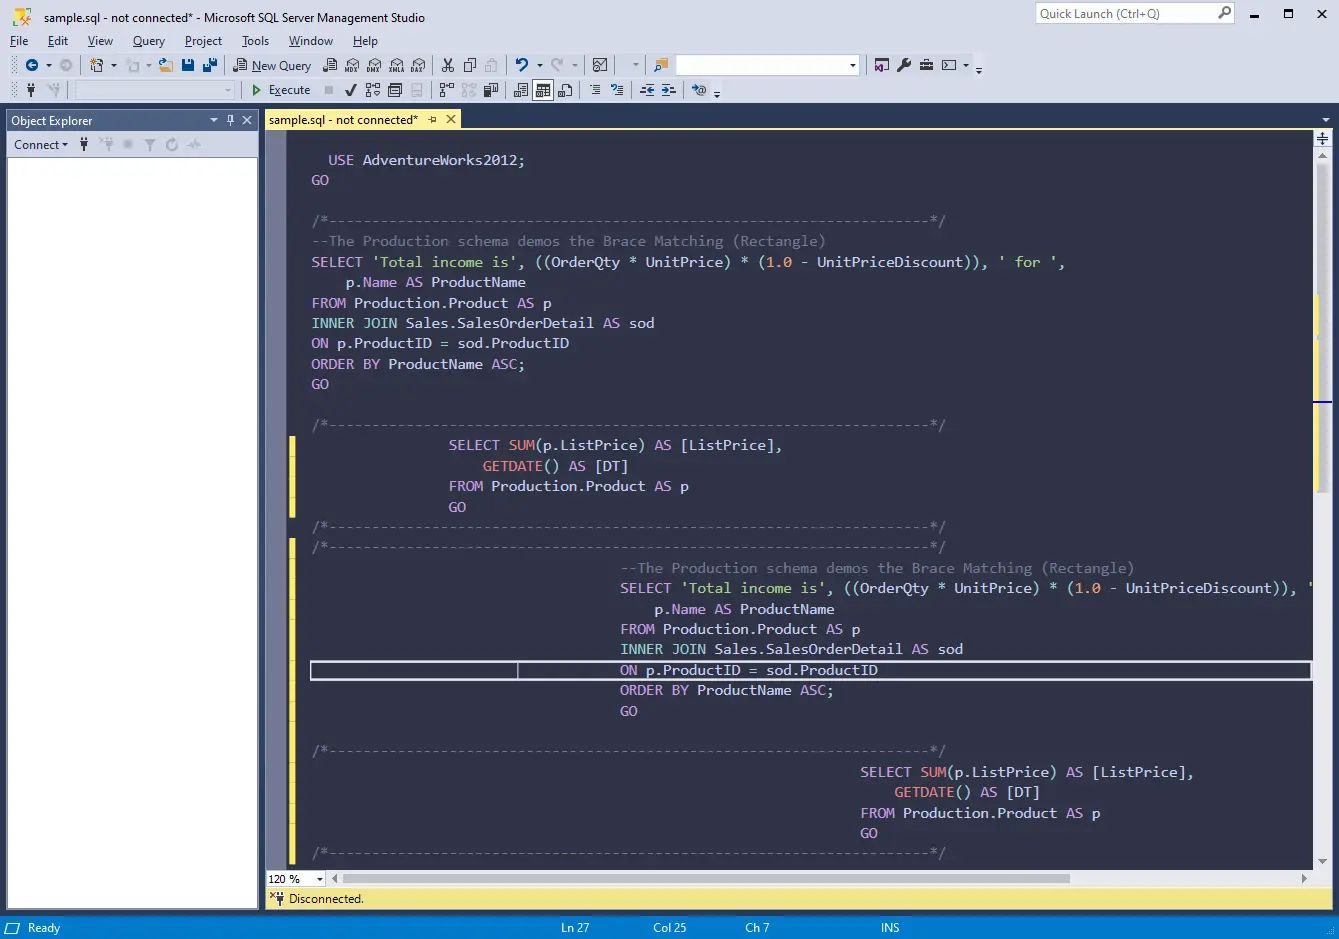 sample.sql - not connected* - Microsoft SQL Server Management Studio
Quick Launch (Ctrl+Q)
File Edit View Query Project Tools Window Help
New Query MDX DMX XMLA DAX
Execute
Object Explorer
sample.sql - not connected*
Connect
USE AdventureWorks2012;
GO
/*----------------------------------------------------------------------*/
--The Production schema demos the Brace Matching (Rectangle)
SELECT 'Total income is', ((OrderQty * UnitPrice) * (1.0 - UnitPriceDiscount)), ' for ',
p.Name AS ProductName
FROM Production.Product AS p
INNER JOIN Sales.SalesOrderDetail AS sod
ON p.ProductID = sod.ProductID
ORDER BY ProductName ASC;
GO
/*----------------------------------------------------------------------*/
SELECT SUM(p.ListPrice) AS [ListPrice],
GETDATE() AS [DT]
FROM Production.Product AS p
GO
/*----------------------------------------------------------------------*/
/*----------------------------------------------------------------------*/
--The Production schema demos the Brace Matching (Rectangle)
SELECT 'Total income is', ((OrderQty * UnitPrice) * (1.0 - UnitPriceDiscount)), '
p.Name AS ProductName
FROM Production.Product AS p
INNER JOIN Sales.SalesOrderDetail AS sod
ON p.ProductID = sod.ProductID
ORDER BY ProductName ASC;
GO
/*----------------------------------------------------------------------*/
SELECT SUM(p.ListPrice) AS [ListPrice],
GETDATE() AS [DT]
FROM Production.Product AS p
GO
/*----------------------------------------------------------------------*/
120 %
Disconnected.
Ready Ln 27 Col 25 Ch 7 INS